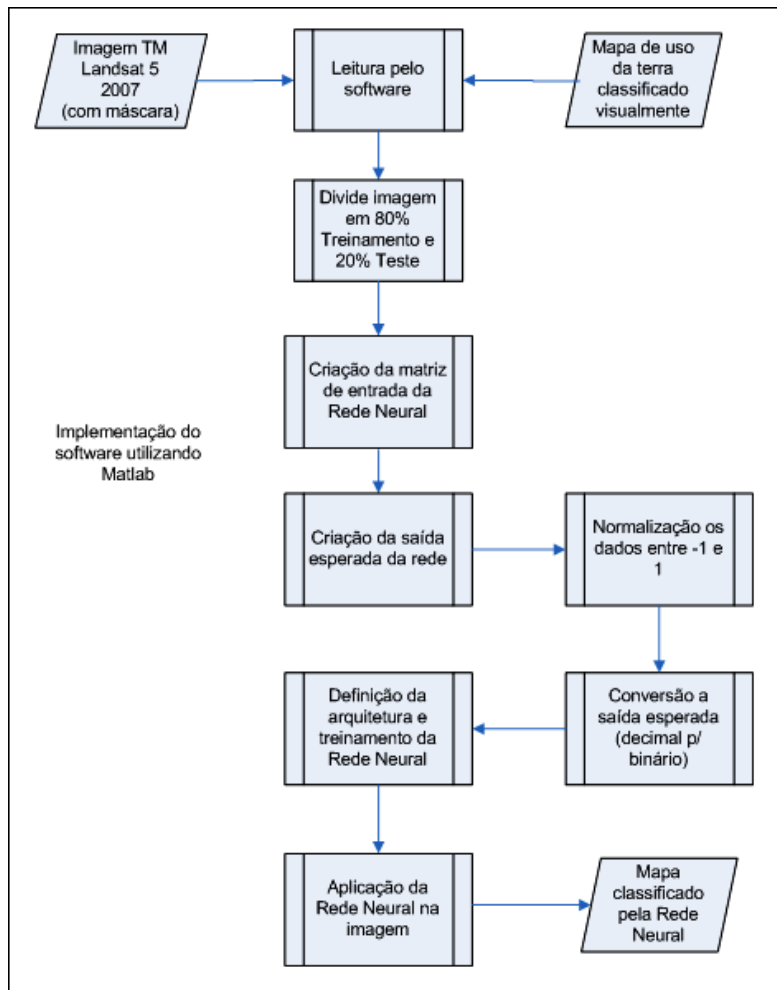 Imagem TM
Landsat 5
2007
(com máscara)
Leitura pelo
software
Mapa de uso
da terra
classificado
visualmente
Divide imagem
em 80%
Treinamento e
20% Teste
Criação da matriz
de entrada da
Rede Neural
Implementação do
software utilizando
Matlab
Criação da saída
esperada da rede
Normalização os
dados entre -1 e
1
Conversão a
saída esperada
(decimal p/
binário)
Definição da
arquitetura e
treinamento da
Rede Neural
Aplicação da
Rede Neural na
imagem
Mapa
classificado
pela Rede
Neural